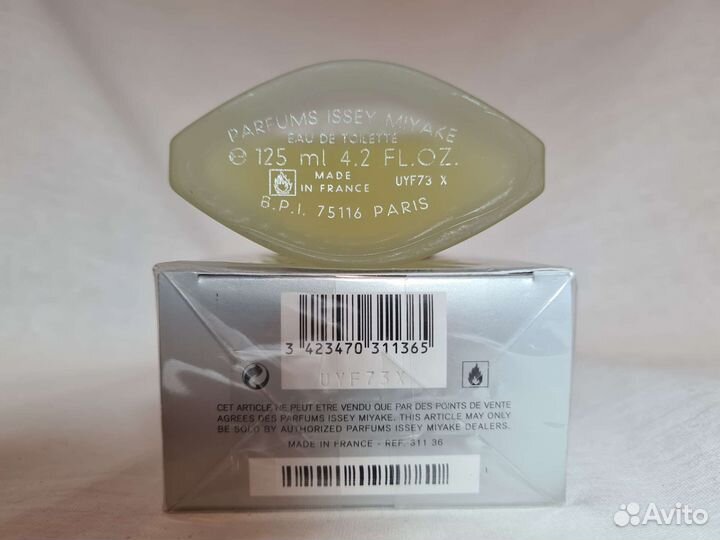 PARFUMS ISSEY MIYAKE
EAU DE TOILETTE
℮ 125 ml 4.2 FL.OZ.
MADE
IN FRANCE
UYF73 X
B.P.I. 75116 PARIS
3 423470 311365
UYF73X
CET ARTICLE NE PEUT ETRE VENDU QUE PAR DES POINTS DE VENTE
AGREES DES PARFUMS ISSEY MIYAKE. THIS ARTICLE MAY ONLY
BE SOLD BY AUTHORIZED PARFUMS ISSEY MIYAKE DEALERS.
MADE IN FRANCE - REF. 311 36
1
Avito